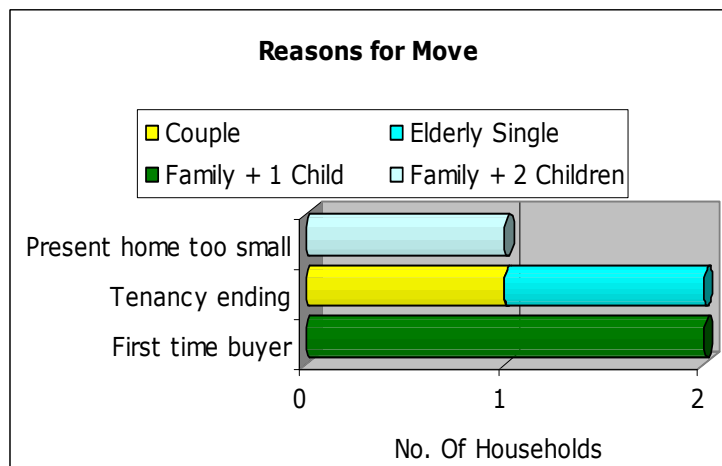 Reasons for Move
Couple
Elderly Single
Family + 1 Child
Family + 2 Children
Present home too small
Tenancy ending
First time buyer
0
1
2
No. Of Households